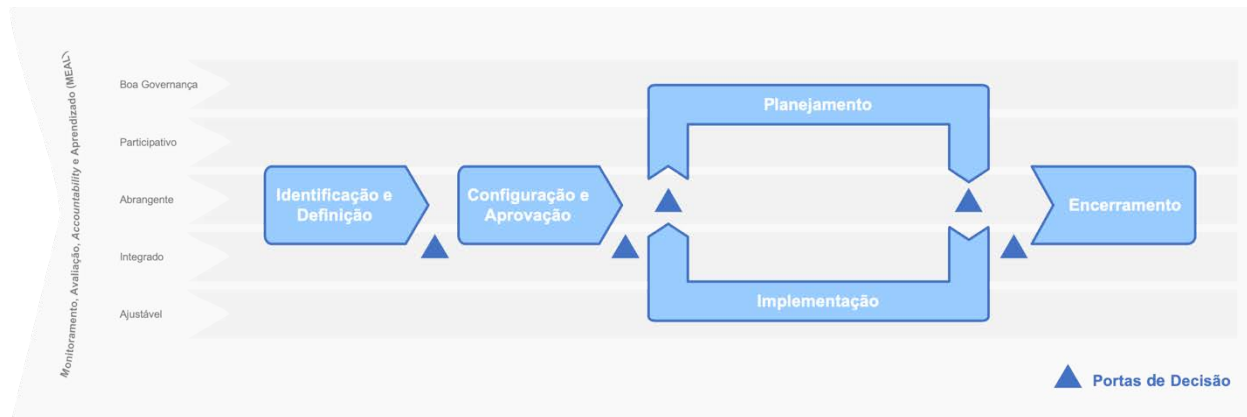 Monitoramento, Avaliação, Accountability e Aprendizado (MEAL)
Boa Governança
Participativo
Abrangente
Integrado
Ajustável
Identificação e
Definição
Configuração e
Aprovação
Planejamento
Implementação
Encerramento
Portas de Decisão